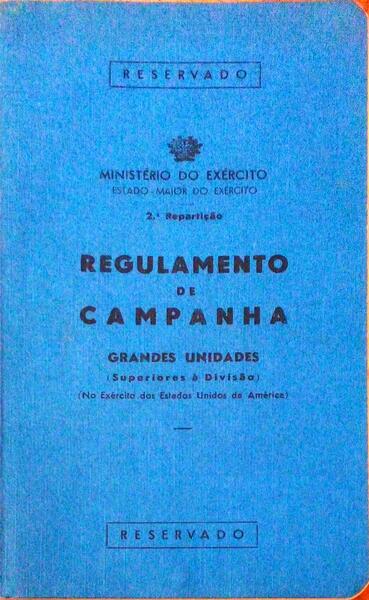 RESERVADO
MINISTÉRIO DO EXÉRCITO
ESTADO-MAIOR DO EXÉRCITO
2.ª Repartição
REGULAMENTO
DE
CAMPANHA
GRANDES UNIDADES
(Superiores à Divisão)
(No Exército dos Estados Unidos da América)
RESERVADO